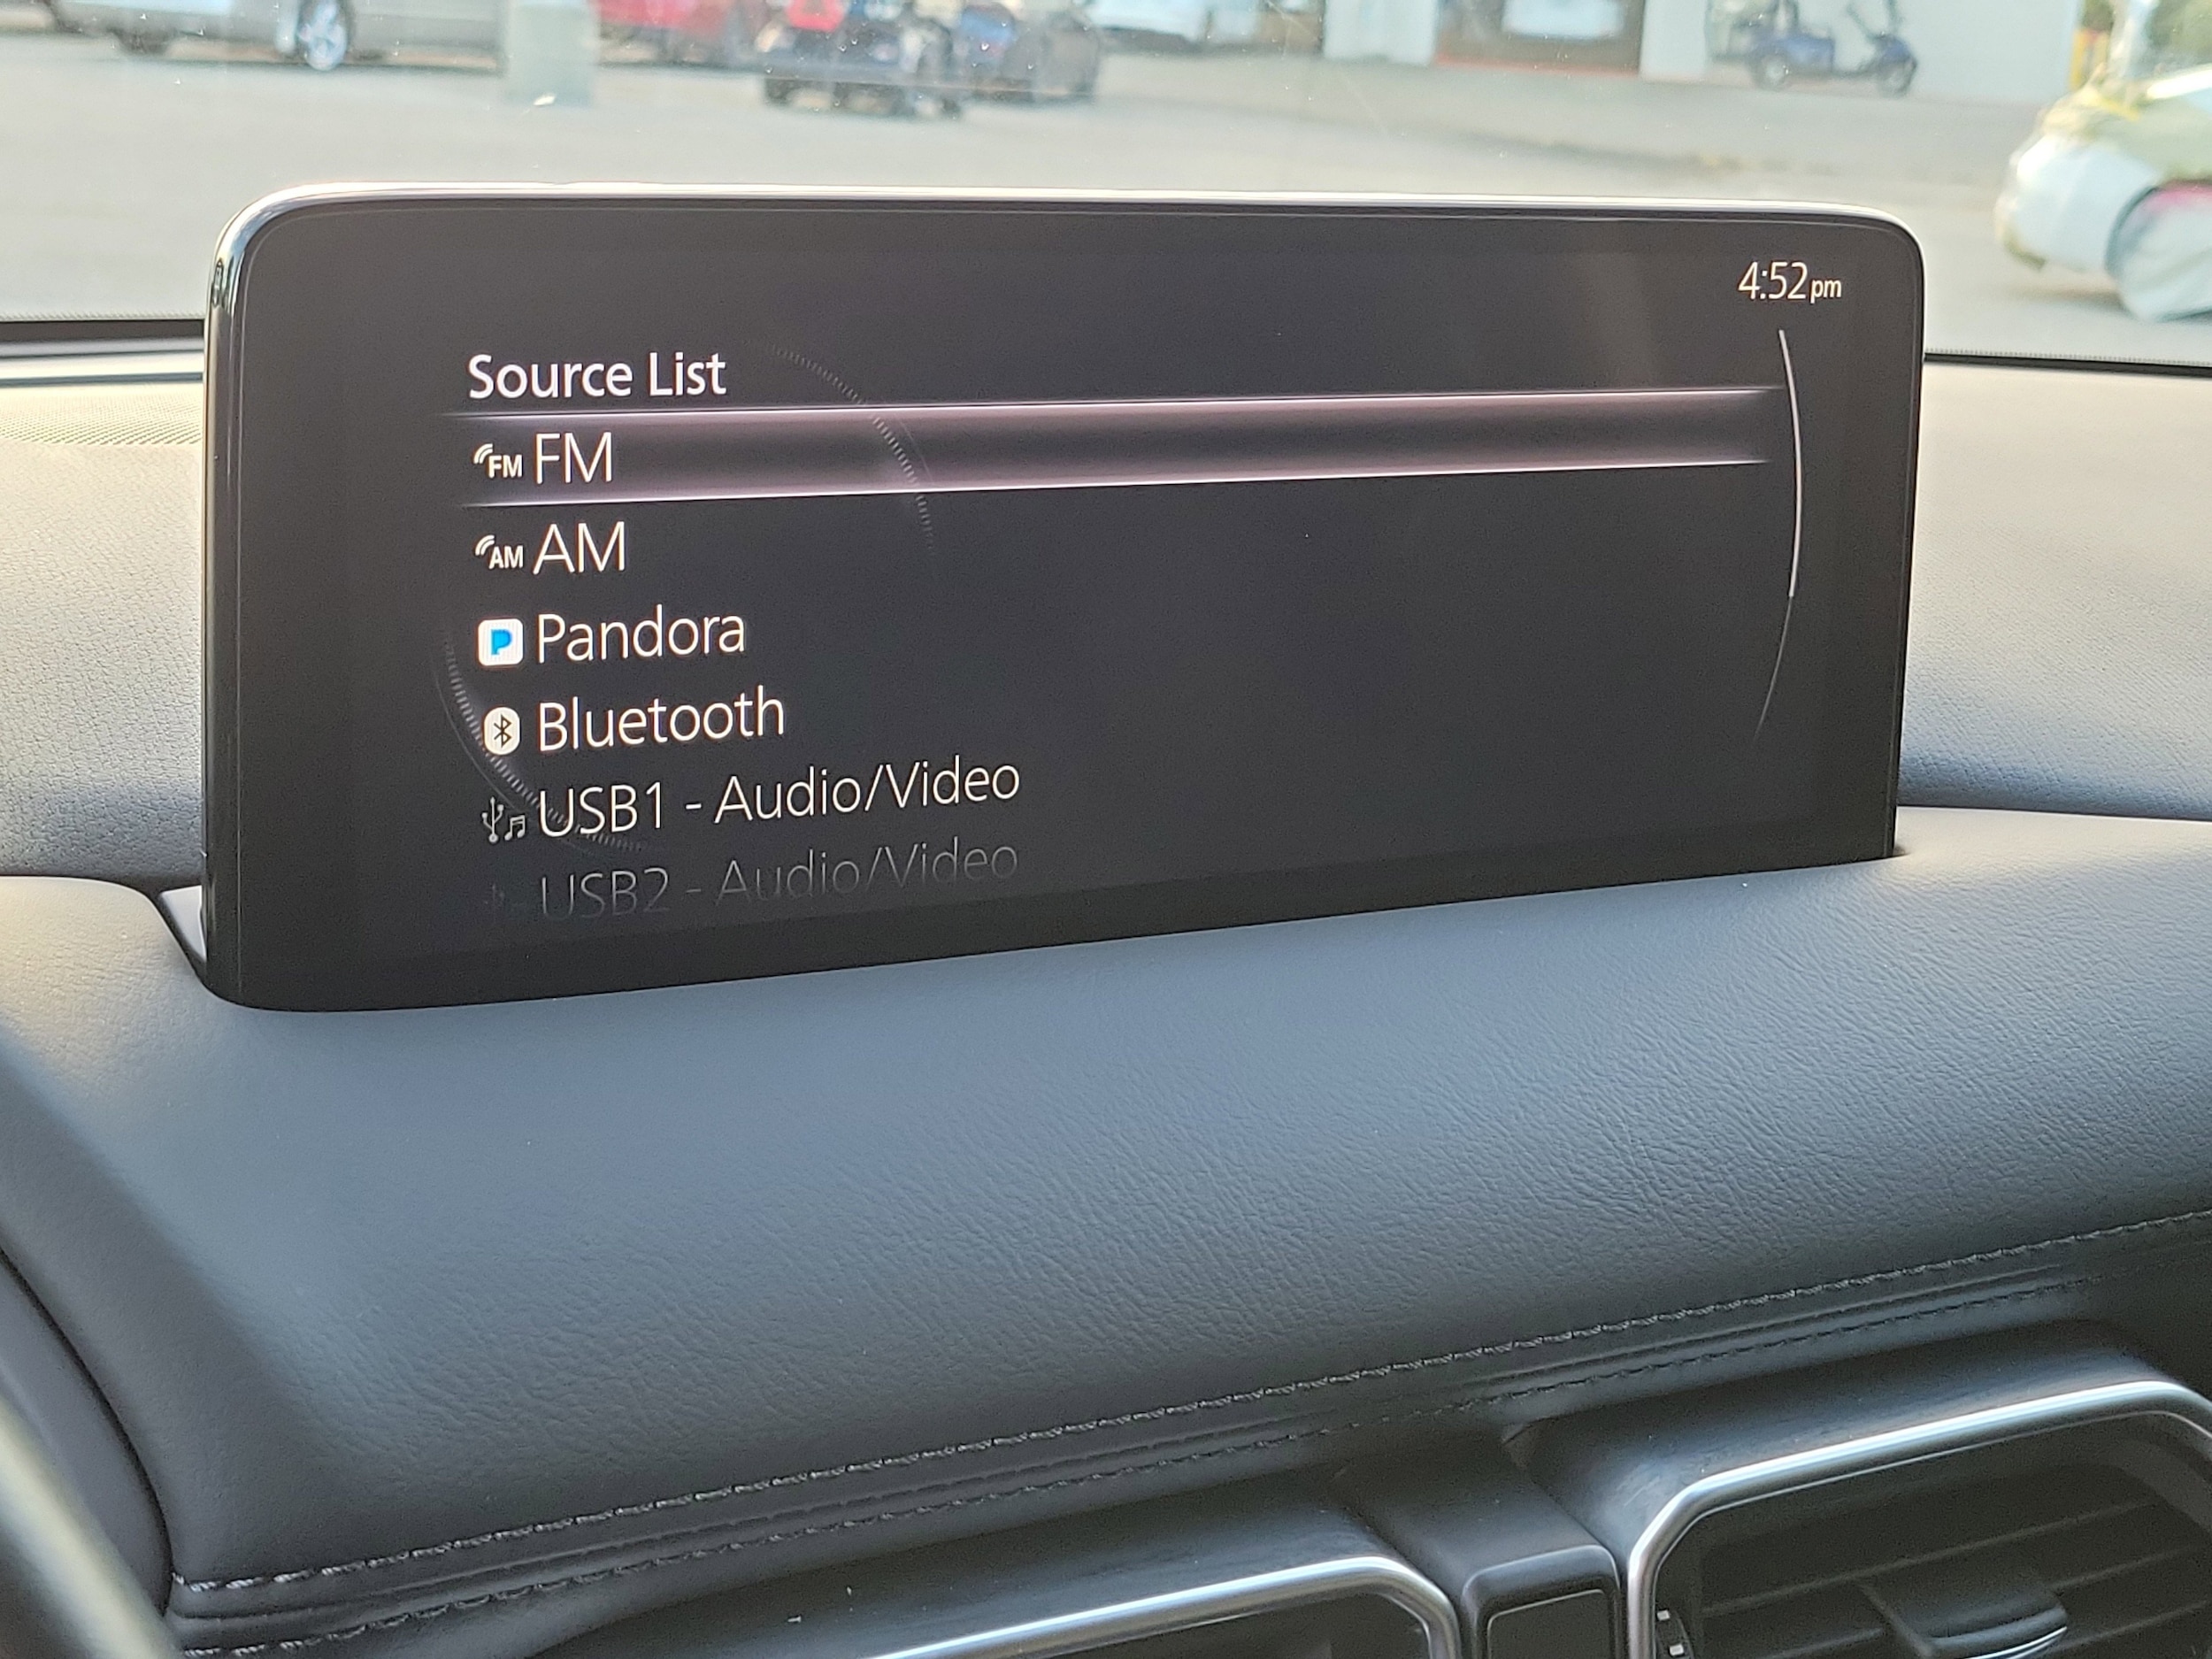 4:52pm
Source List
FM FM
AM AM
P Pandora
Bluetooth
USB1 - Audio/Video
USB2 - Audio/Video